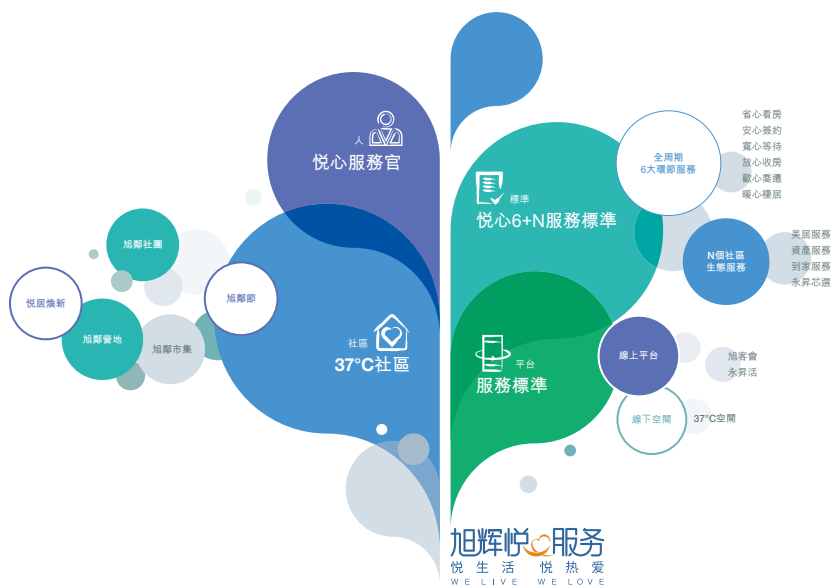 人
悦心服務官
標準
悦心6+N服務標準
全周期
6大環節服務
省心看房
安心簽約
寬心等待
放心收房
歡心喬遷
暖心樓居
N個社區
生態服務
美居服務
資產服務
到家服務
永昇芯選
旭鄰社團
悦居煥新
旭鄰節
旭鄰營地
旭鄰市集
社區
37°C社區
平台
服務標準
線上平台
旭客會
永昇活
線下空間
37°C空間
旭辉悦心服务
悦生活 悦热爱
WE LIVE WE LOVE